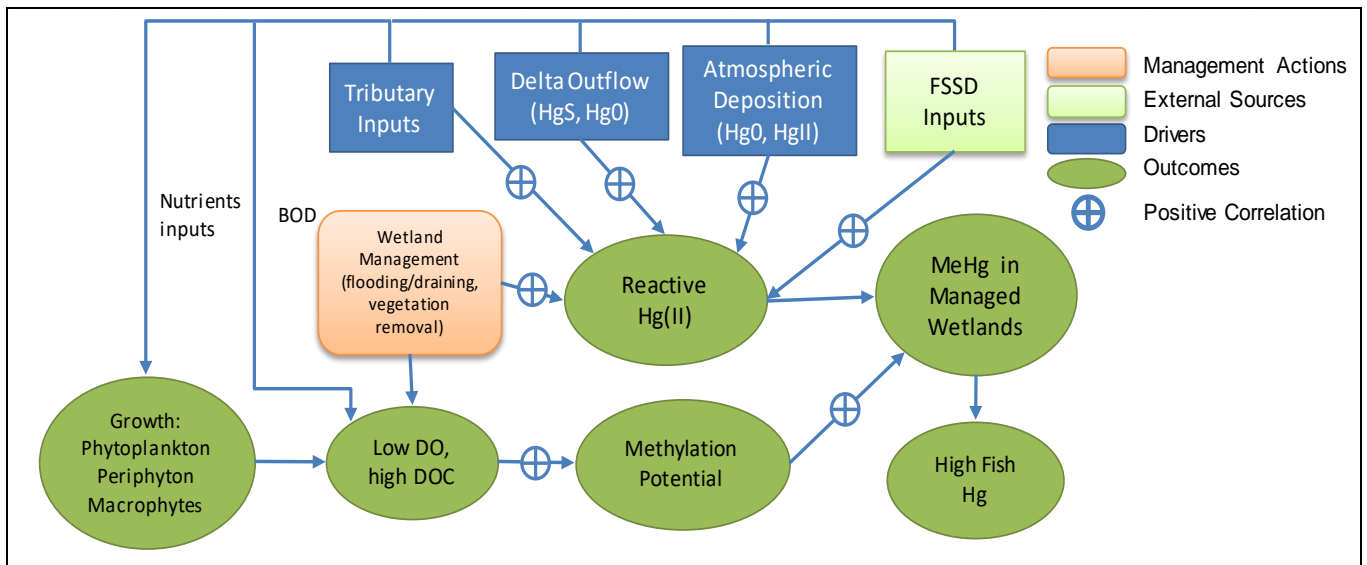 Tributary
Inputs
Delta Outflow
(HgS, Hg0)
Atmospheric
Deposition
(Hg0, HgII)
FSSD
Inputs
Management Actions
External Sources
Drivers
Outcomes
Positive Correlation
Nutrients
inputs
BOD
Wetland
Management
(flooding/draining,
vegetation
removal)
Reactive
Hg(II)
MeHg in
Managed
Wetlands
Growth:
Phytoplankton
Periphyton
Macrophytes
Low DO,
high DOC
Methylation
Potential
High Fish
Hg